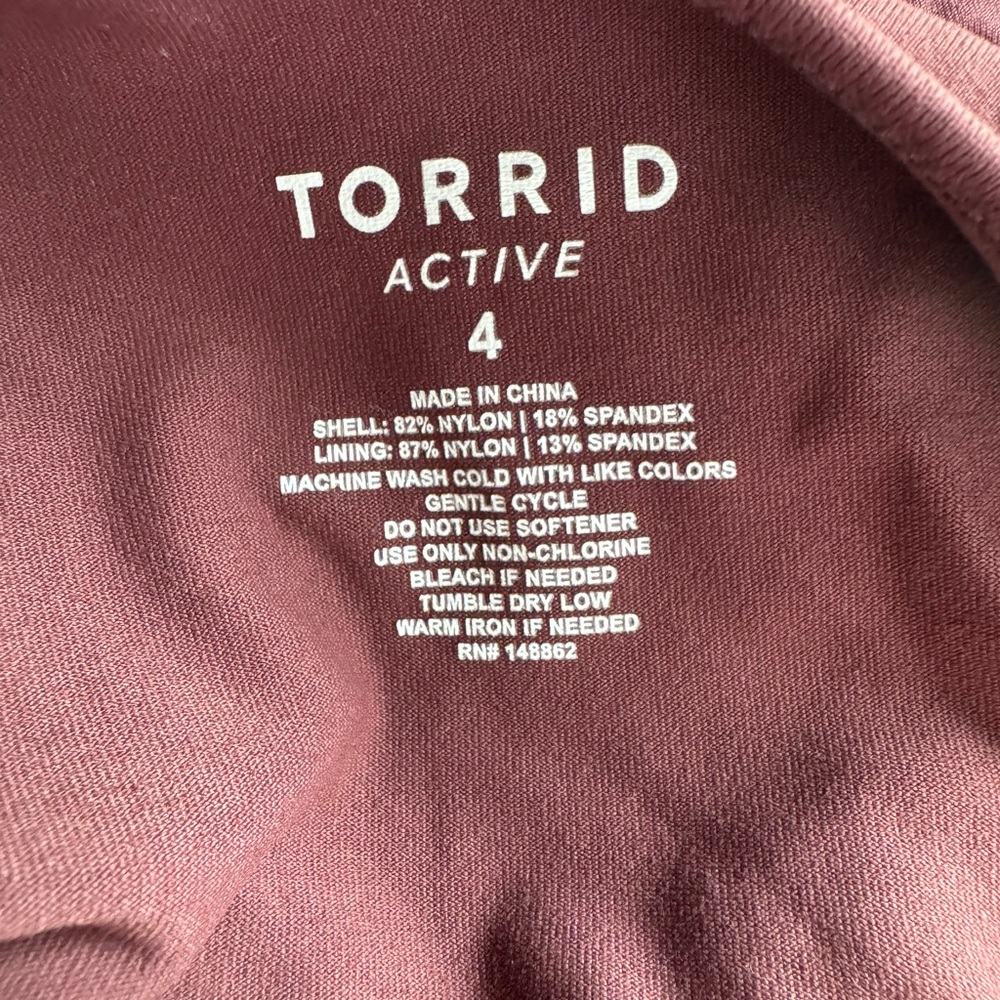 TORRID
ACTIVE
4
MADE IN CHINA
SHELL: 82% NYLON | 18% SPANDEX
LINING: 87% NYLON | 13% SPANDEX
MACHINE WASH COLD WITH LIKE COLORS
GENTLE CYCLE
DO NOT USE SOFTENER
USE ONLY NON-CHLORINE
BLEACH IF NEEDED
TUMBLE DRY LOW
WARM IRON IF NEEDED
RN# 148862